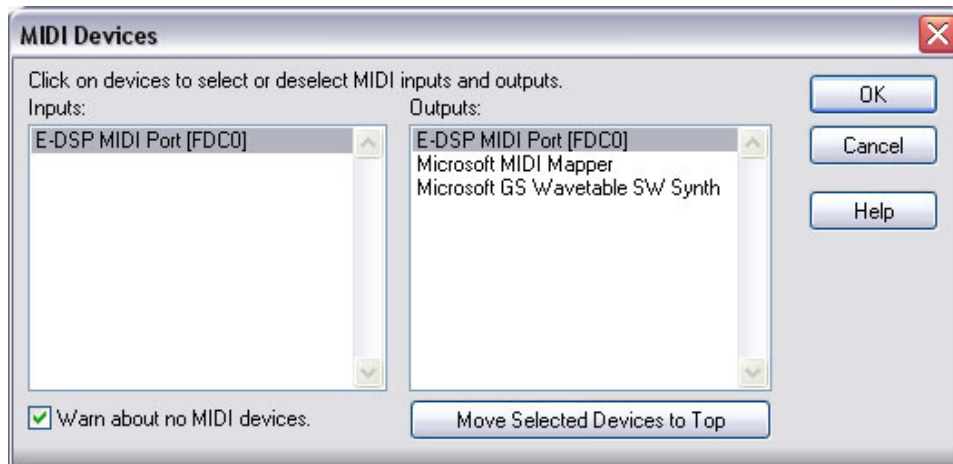 MIDI Devices
Click on devices to select or deselect MIDI inputs and outputs.
Inputs:
Outputs:
E-DSP MIDI Port [FDC0]
E-DSP MIDI Port [FDC0]
Microsoft MIDI Mapper
Microsoft GS Wavetable SW Synth
OK
Cancel
Help
Warn about no MIDI devices.
Move Selected Devices to Top